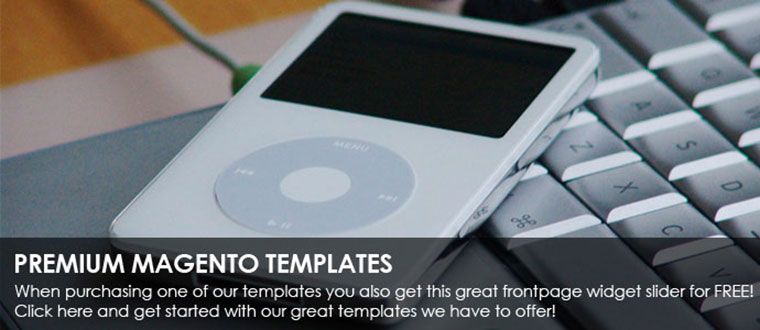 MENU
A
S
Z
X
C
⌘
PREMIUM MAGENTO TEMPLATES
When purchasing one of our templates you also get this great frontpage widget slider for FREE!
Click here and get started with our great templates we have to offer!